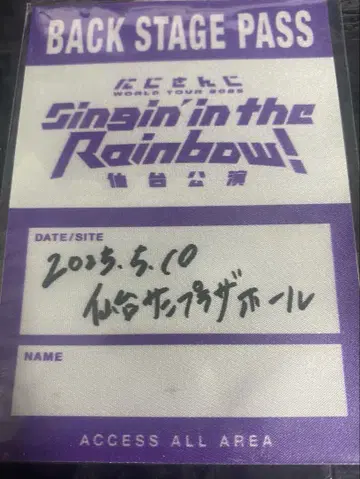 BACK STAGE PASS
にじさんじ
WORLD TOUR 2025
Singin' in the
Rainbow!
仙台公演
DATE/SITE
2025.5.10
仙台サンプラザホール
NAME
ACCESS ALL AREA